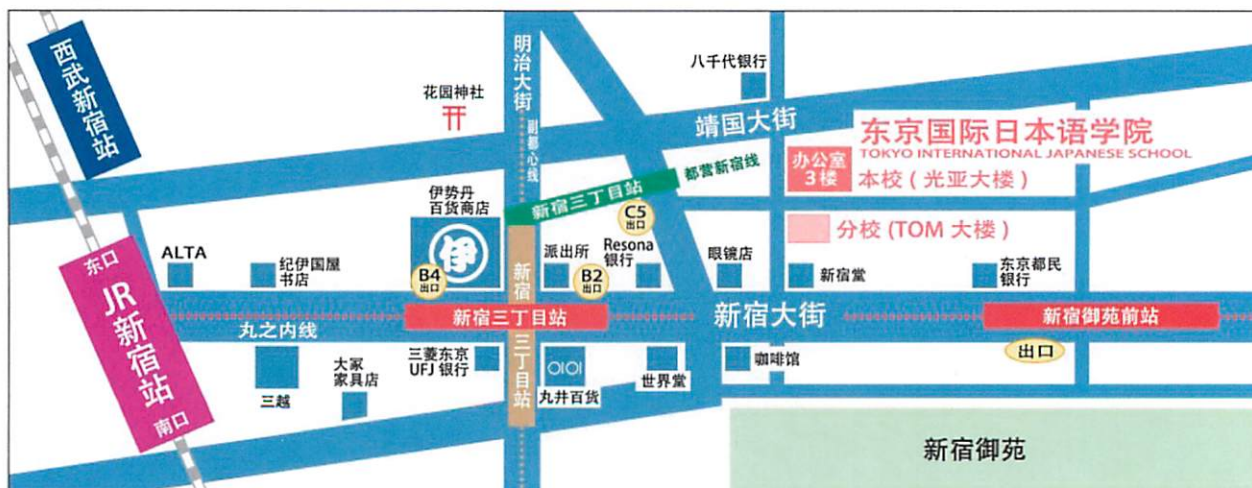 西武新宿站
明治大街
副都心线
花园神社
八千代银行
靖国大街
东京国际日本语学院
TOKYO INTERNATIONAL JAPANESE SCHOOL
办公室
3楼
本校 ( 光亚大楼 )
都营新宿线
新宿三丁目站
伊势丹
百货商店
伊
C5
出口
分校 (TOM 大楼 )
东口
JR新宿站
南口
ALTA
纪伊国屋
书店
B4
出口
新宿三丁目站
派出所
B2
出口
Resona
银行
眼镜店
新宿堂
东京都民
银行
丸之内线
新宿三丁目站
新宿大街
新宿御苑前站
出口
三越
大冢
家具店
三菱东京
UFJ 银行
OIOI
丸井百货
世界堂
咖啡馆
新宿御苑